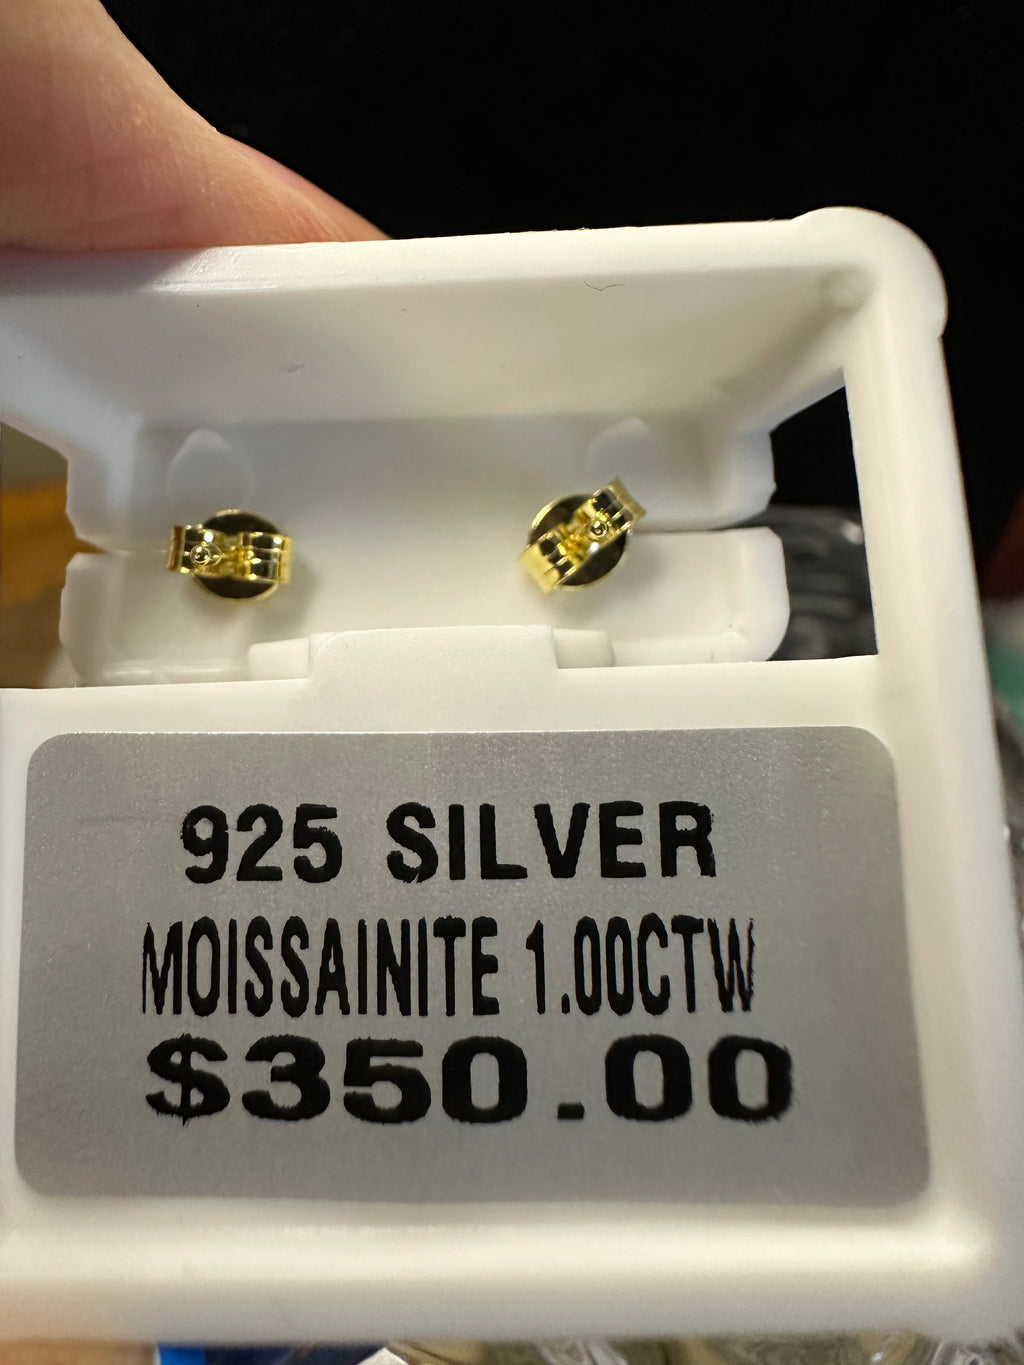 925 SILVER
MOISSAINITE 1.00CTW
$350.00